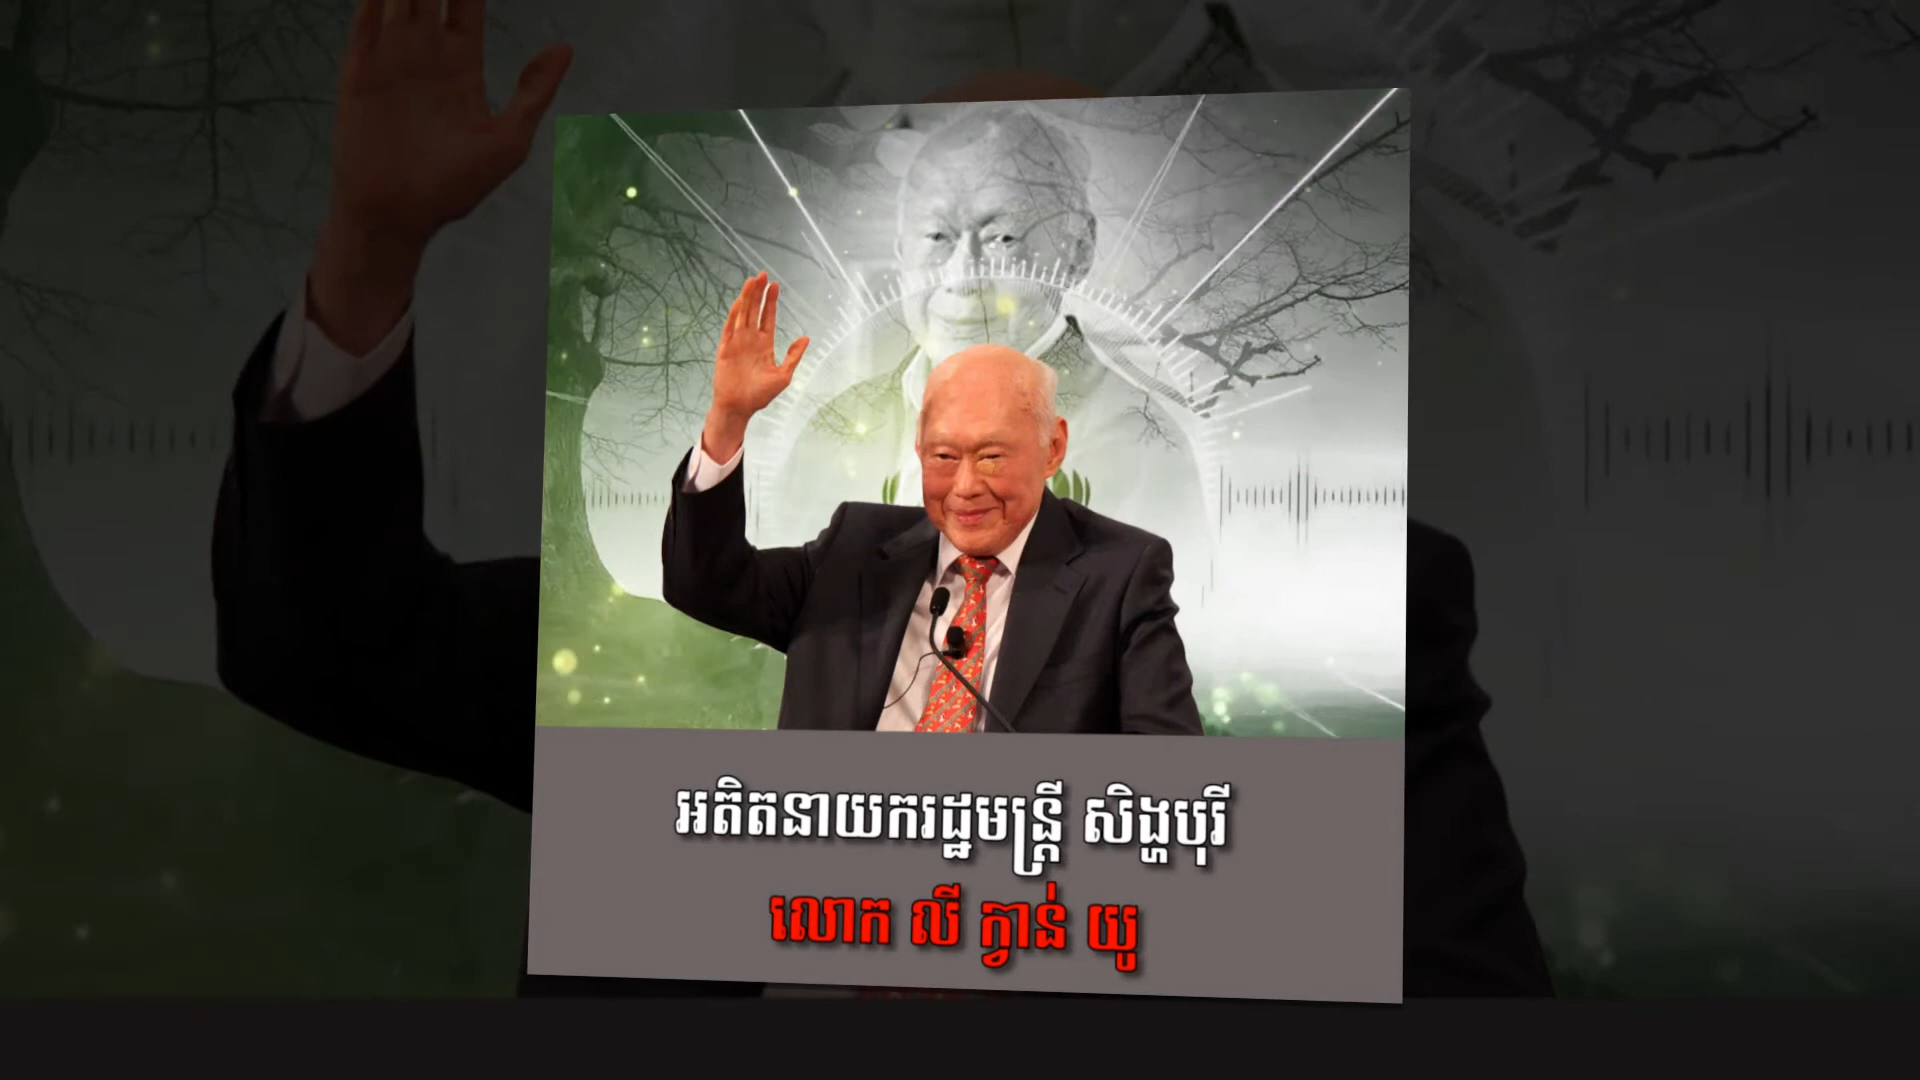 អតិតនាយករដ្ឋមន្ត្រី សិង្ហបុរី
លោក លី ក្វាន់ យូ